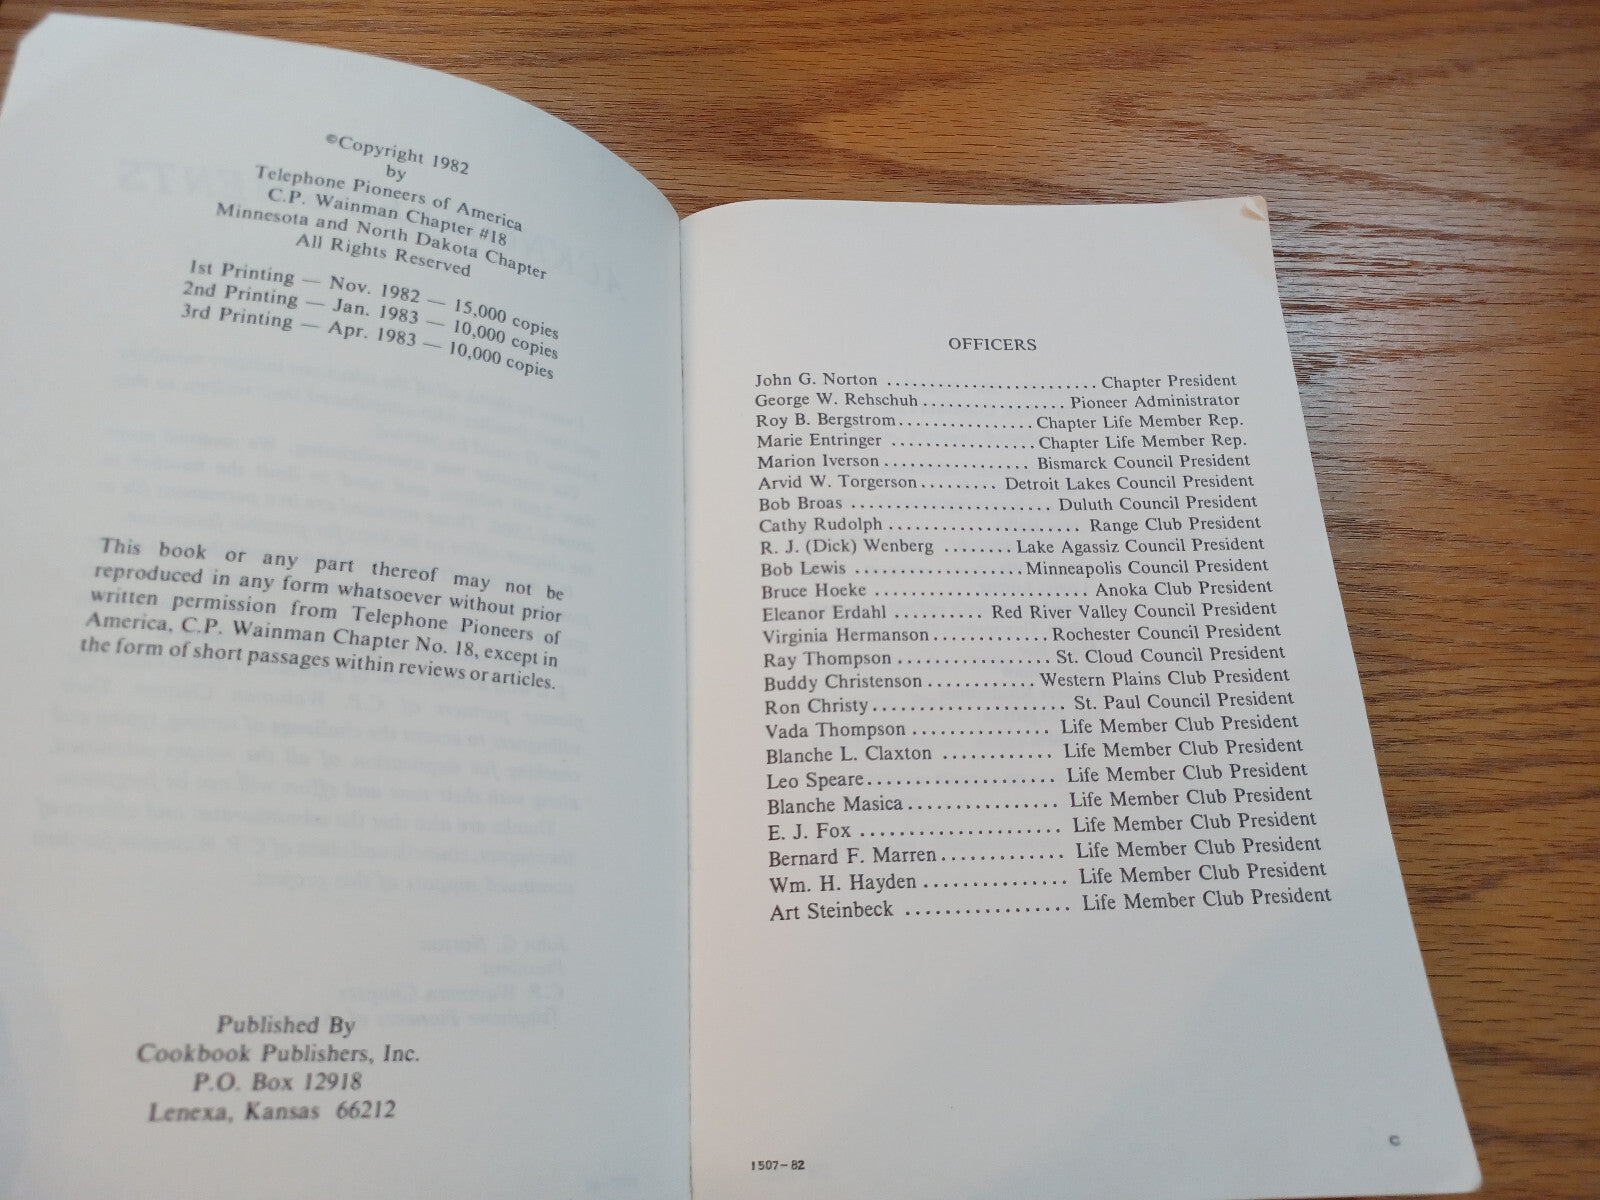 ©Copyright 1982
by
Telephone Pioneers of America
C.P. Wainman Chapter #18
Minnesota and North Dakota Chapter
All Rights Reserved
1st Printing — Nov. 1982 — 15,000 copies
2nd Printing — Jan. 1983 — 10,000 copies
3rd Printing — Apr. 1983 — 10,000 copies
This book or any part thereof may not be
reproduced in any form whatsoever without prior
written permission from Telephone Pioneers of
America, C.P. Wainman Chapter No. 18, except in
the form of short passages within reviews or articles.
Published By
Cookbook Publishers, Inc.
P.O. Box 12918
Lenexa, Kansas 66212
OFFICERS
John G. Norton ......................... Chapter President
George W. Rehschuh ................. Pioneer Administrator
Roy B. Bergstrom ................ Chapter Life Member Rep.
Marie Entringer ................. Chapter Life Member Rep.
Marion Iverson ................. Bismarck Council President
Arvid W. Torgerson ......... Detroit Lakes Council President
Bob Broas ........................ Duluth Council President
Cathy Rudolph ....................... Range Club President
R. J. (Dick) Wenberg ........ Lake Agassiz Council President
Bob Lewis .................... Minneapolis Council President
Bruce Hoeke ......................... Anoka Club President
Eleanor Erdahl .......... Red River Valley Council President
Virginia Hermanson ............. Rochester Council President
Ray Thompson .................. St. Cloud Council President
Buddy Christenson ............ Western Plains Club President
Ron Christy ....................... St. Paul Council President
Vada Thompson ............... Life Member Club President
Blanche L. Claxton ............ Life Member Club President
Leo Speare ..................... Life Member Club President
Blanche Masica ................ Life Member Club President
E. J. Fox ...................... Life Member Club President
Bernard F. Marren ............. Life Member Club President
Wm. H. Hayden ............... Life Member Club President
Art Steinbeck ................. Life Member Club President
1507-82
C